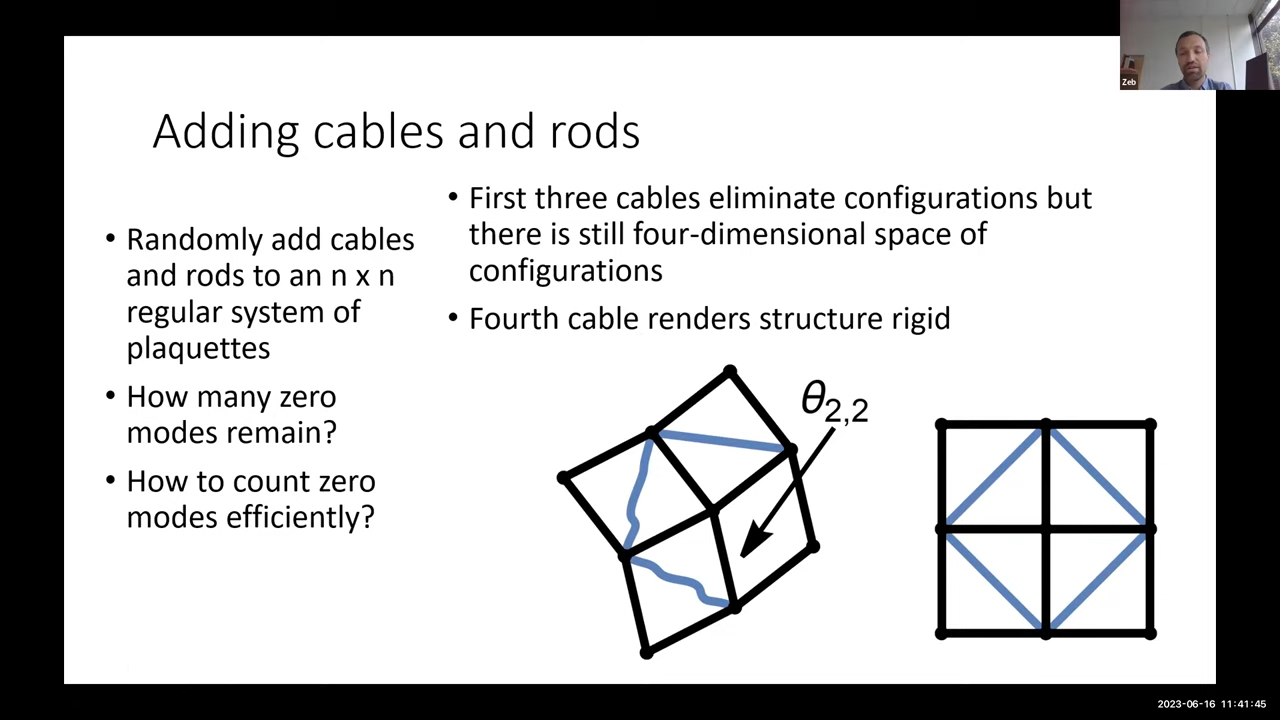 Adding cables and rods
• Randomly add cables
and rods to an n x n
regular system of
plaquettes
• How many zero
modes remain?
• How to count zero
modes efficiently?
• First three cables eliminate configurations but
there is still four-dimensional space of
configurations
• Fourth cable renders structure rigid
θ2,2
Zeb
2023-06-16 11:41:45